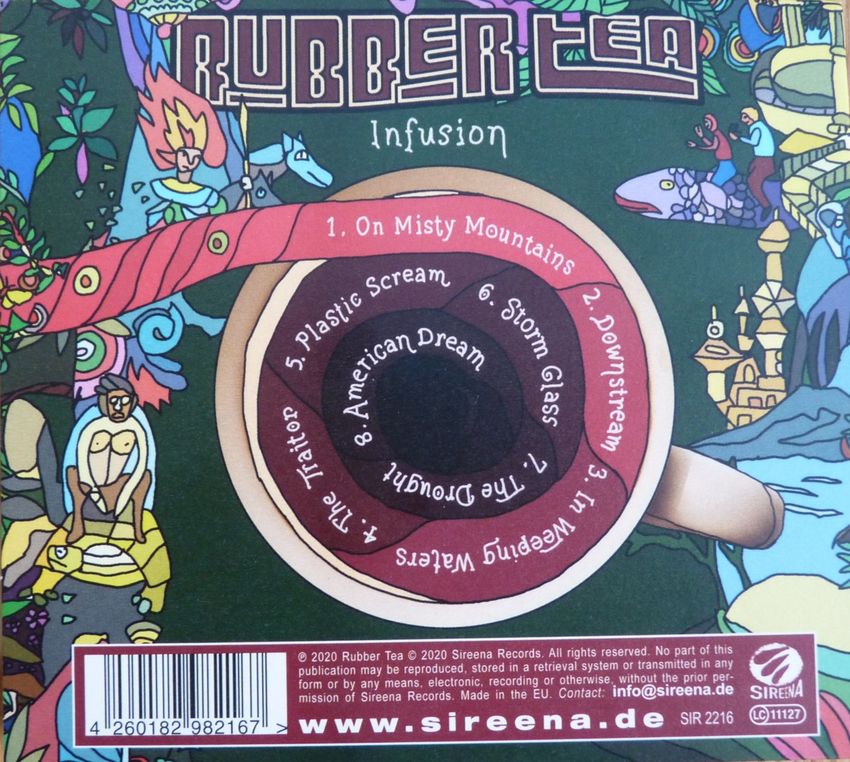 RUBBER TEA
Infusion
1. On Misty Mountains
2. Downstream
3. In Weeping Waters
4. The Traitor
5. Plastic Scream
6. Storm Glass
7. The Drought
8. American Dream
℗ 2020 Rubber Tea © 2020 Sireena Records. All rights reserved. No part of this
publication may be reproduced, stored in a retrieval system or transmitted in any
form or by any means, electronic, recording or otherwise, without the prior per-
mission of Sireena Records. Made in the EU. Contact: info@sireena.de
www.sireena.de SIR 2216
4 260182 982167 >
SIREENA
LC 11127